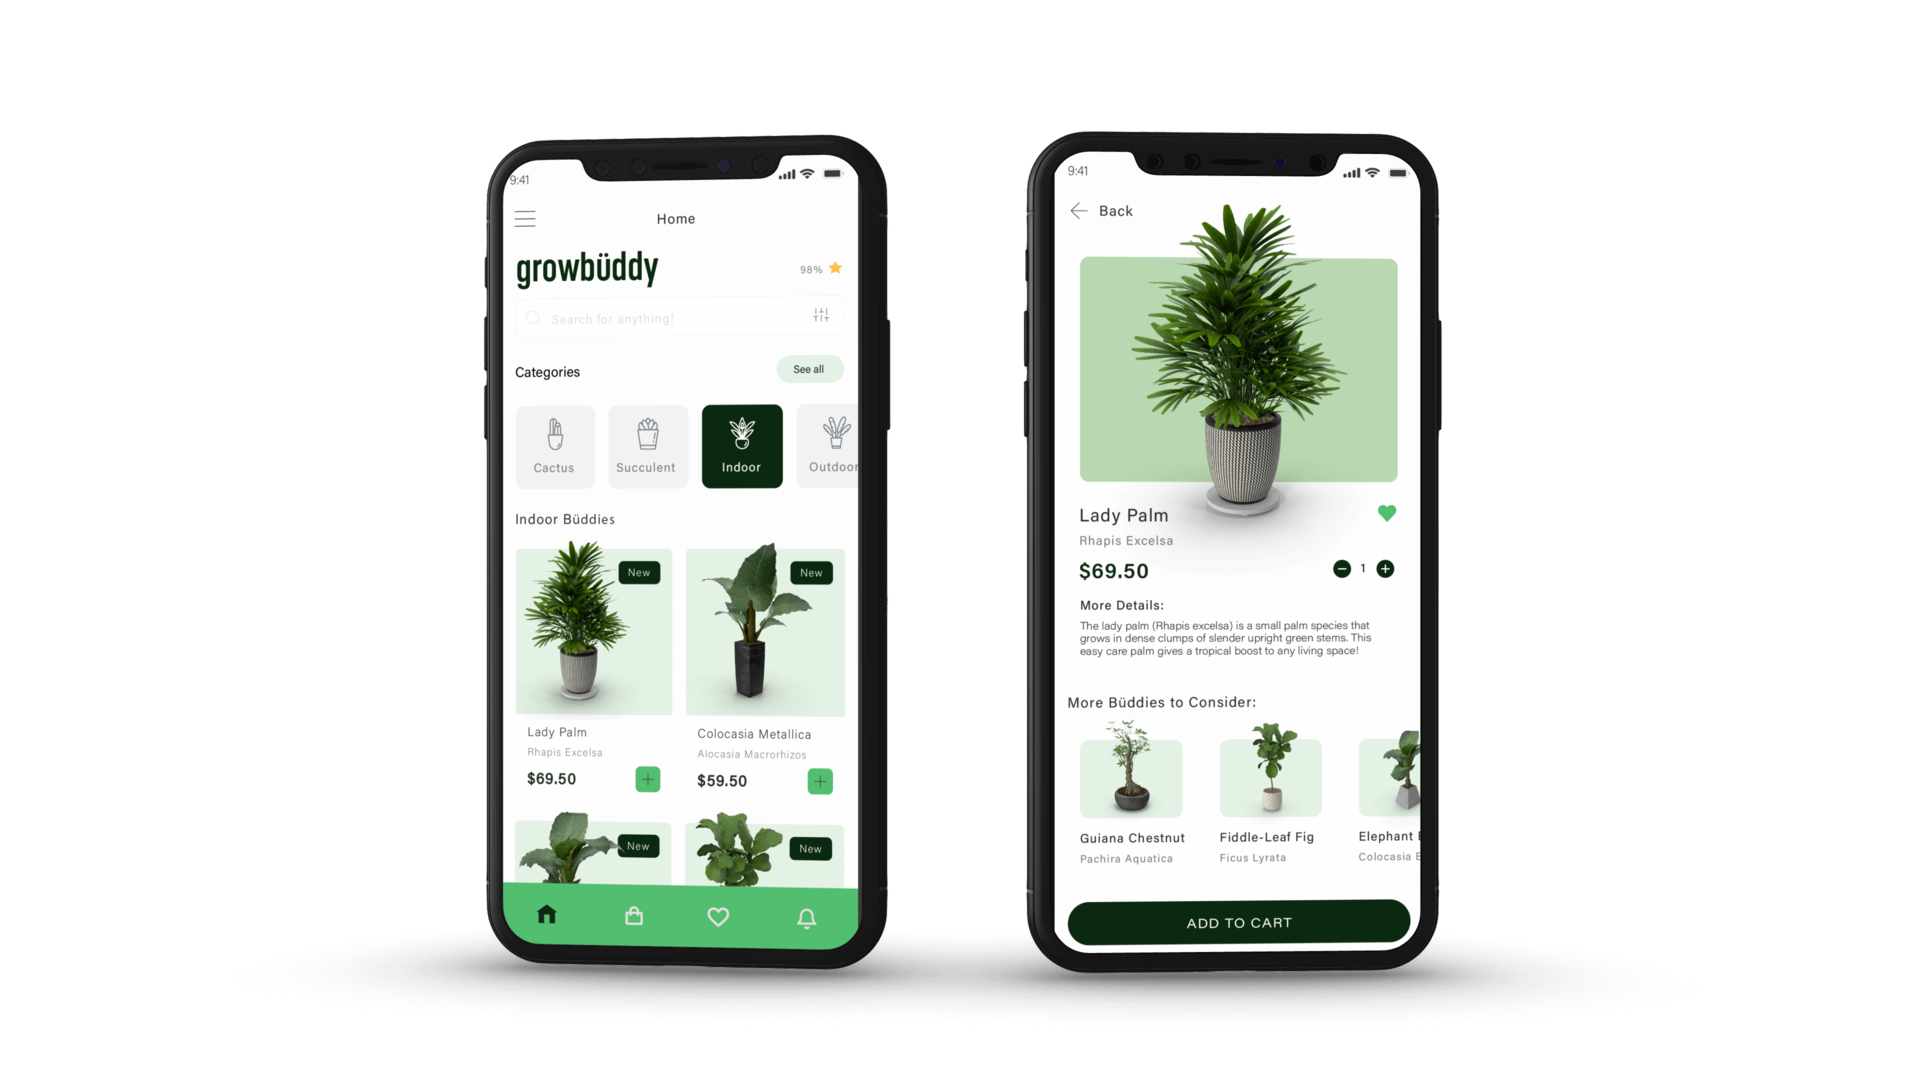 9:41
Home
growbüddy
98%
Search for anything!
Categories
See all
Cactus
Succulent
Indoor
Outdoor
Indoor Büddies
New
New
Lady Palm
Colocasia Metallica
Rhapis Excelsa
Alocasia Macrorhizos
$69.50
$59.50
New
New
9:41
Back
Lady Palm
Rhapis Excelsa
$69.50
1
More Details:
The lady palm (Rhapis excelsa) is a small palm species that
grows in dense clumps of slender upright green stems. This
easy care palm gives a tropical boost to any living space!
More Büddies to Consider:
Guiana Chestnut
Fiddle-Leaf Fig
Elephant
Pachira Aquatica
Ficus Lyrata
Colocasia
ADD TO CART